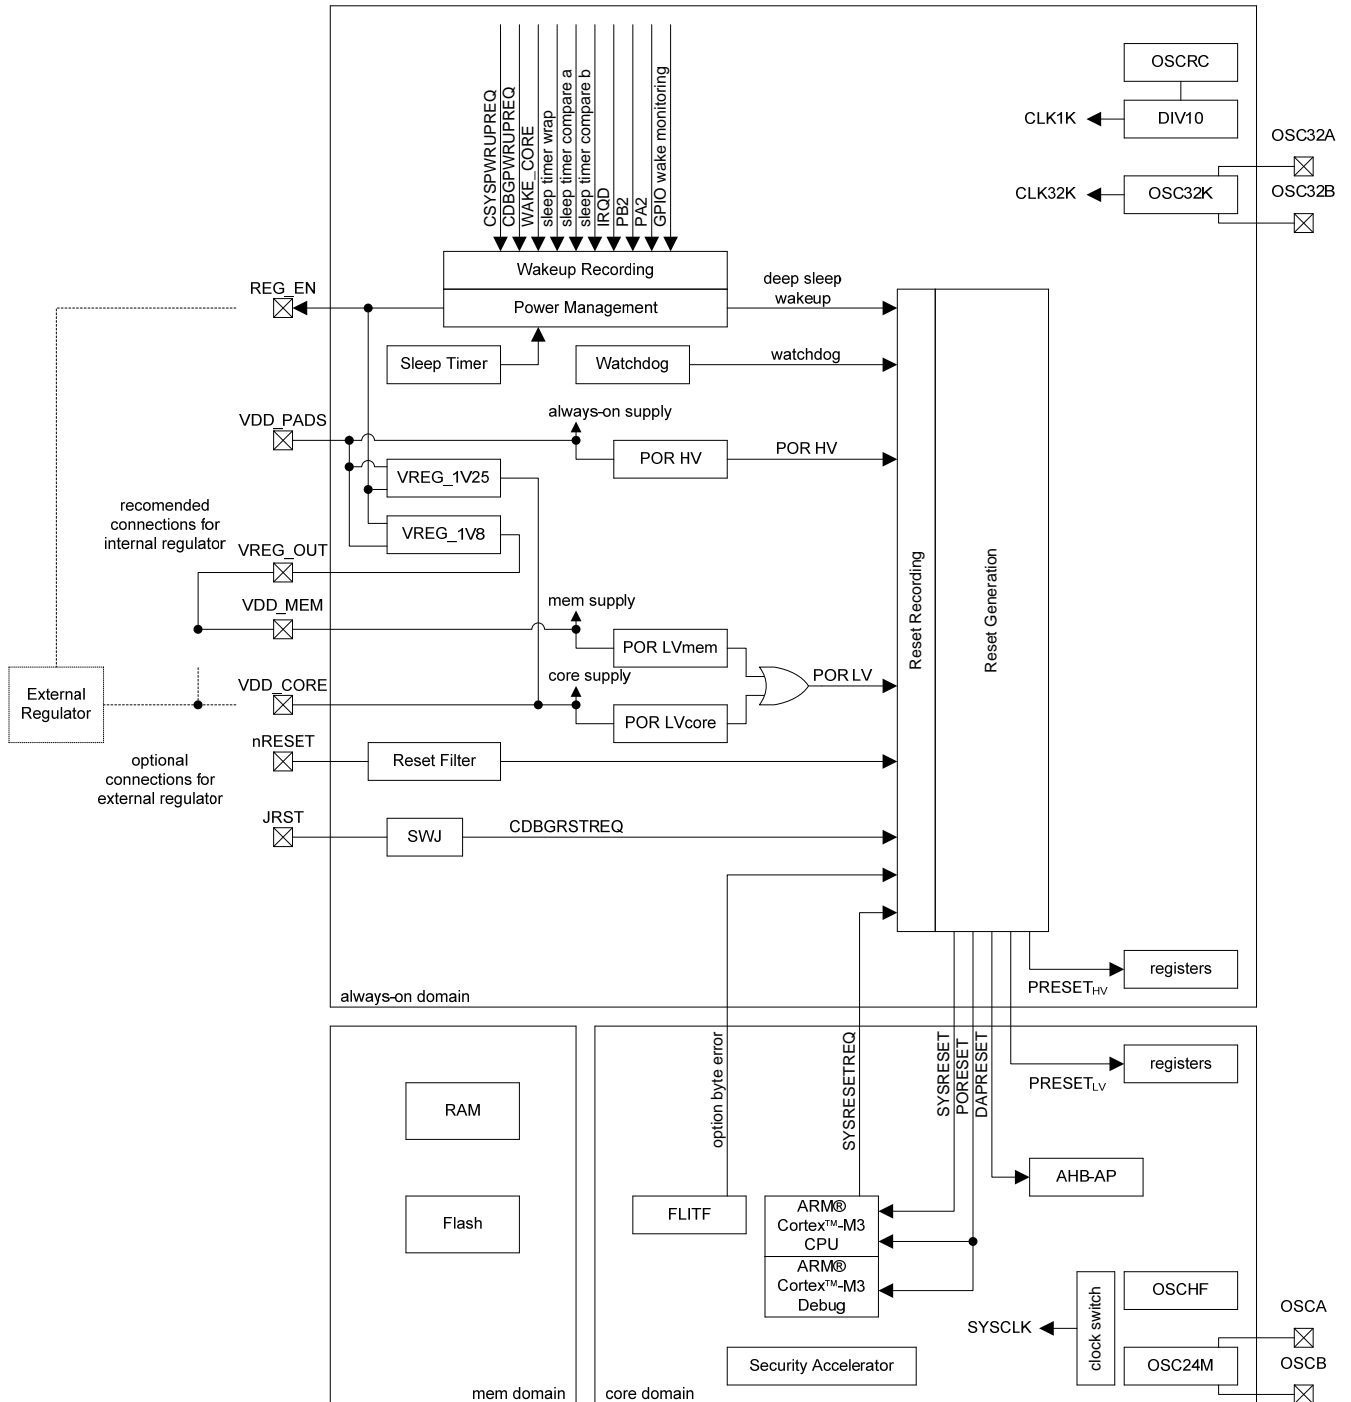 CSYSPWRUPREQ
CDBGPWRUPREQ
WAKE_CORE
sleep timer wrap
sleep timer compare a
sleep timer compare b
IRQD
PB2
PA2
GPIO wake monitoring
OSCRC
CLK1K
DIV10
OSC32A
CLK32K
OSC32K
OSC32B
Wakeup Recording
REG_EN
Power Management
deep sleep
wakeup
Sleep Timer
Watchdog
watchdog
VDD_PADS
always-on supply
POR HV
POR HV
VREG_1V25
recomended
connections for
internal regulator
VREG_1V8
VREG_OUT
VDD_MEM
mem supply
POR LVmem
Reset Recording
Reset Generation
External
Regulator
VDD_CORE
core supply
POR LV
POR LVcore
nRESET
Reset Filter
optional
connections for
external regulator
JRST
SWJ
CDBGRSTREQ
registers
PRESETHV
always-on domain
option byte error
SYSRESETREQ
SYSRESET
PORESET
DAPRESET
registers
PRESETLV
RAM
AHB-AP
Flash
FLITF
ARM®
Cortex™-M3
CPU
ARM®
Cortex™-M3
Debug
SYSCLK
clock switch
OSCHF
OSCA
Security Accelerator
OSC24M
OSCB
mem domain
core domain